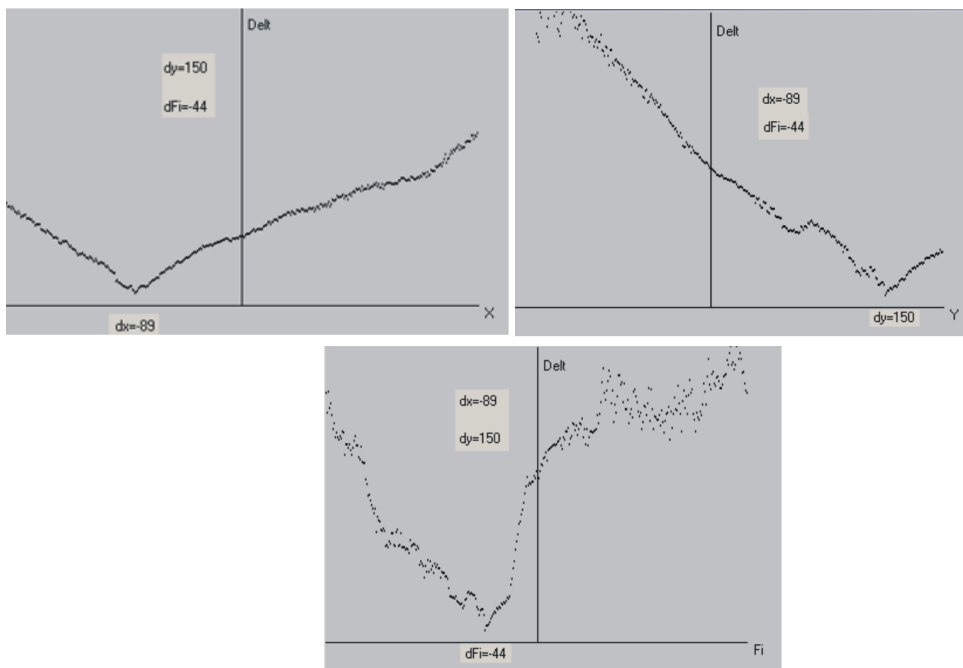 Delt
dy=150
dFi=-44
X
dx=-89
Delt
dx=-89
dFi=-44
dy=150
Y
Delt
dx=-89
dy=150
dFi=-44
Fi